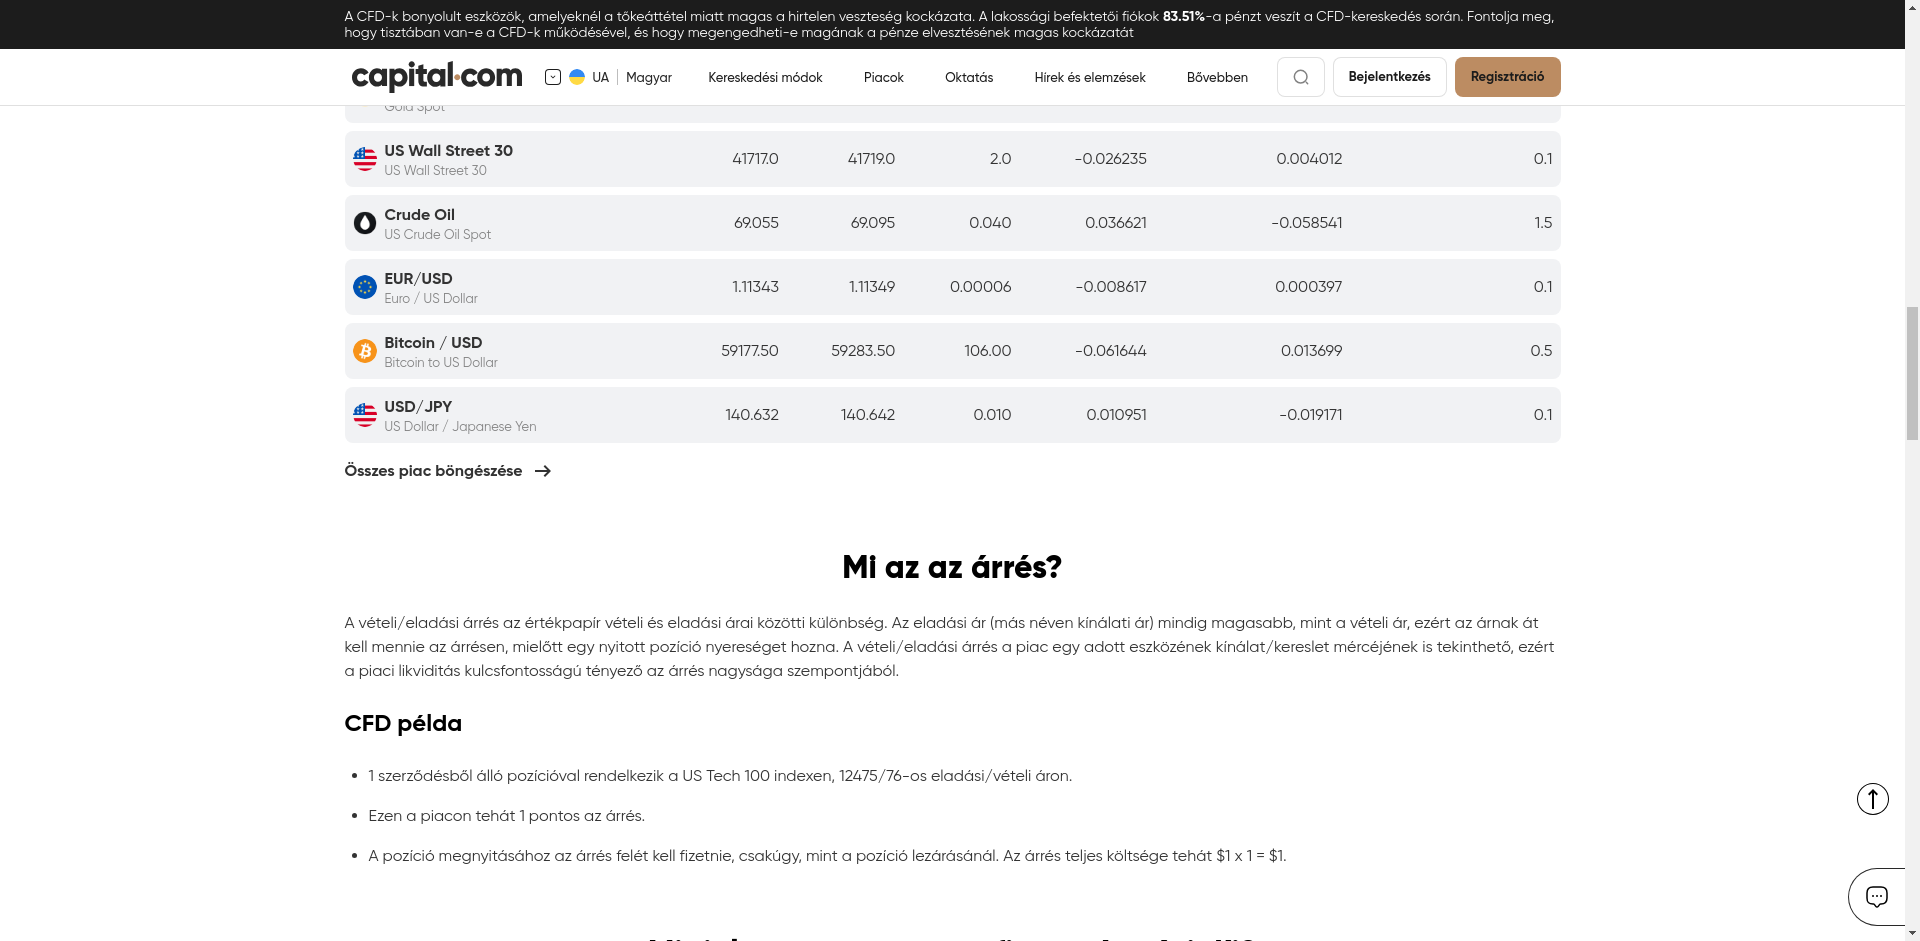 A CFD-k bonyolult eszközök, amelyeknél a tőkeáttétel miatt magas a hirtelen veszteség kockázata. A lakossági befektetői fiókok 83.51%-a pénzt veszít a CFD-kereskedés során. Fontolja meg,
hogy tisztában van-e a CFD-k működésével, és hogy megengedheti-e magának a pénze elvesztésének magas kockázatát
capital.com UA Magyar Kereskedési módok Piacok Oktatás Hírek és elemzések Bővebben Bejelentkezés Regisztráció
Gold Spot
US Wall Street 30 41717.0 41719.0 2.0 -0.026235 0.004012 0.1
US Wall Street 30
Crude Oil 69.055 69.095 0.040 0.036621 -0.058541 1.5
US Crude Oil Spot
EUR/USD 1.11343 1.11349 0.00006 -0.008617 0.000397 0.1
Euro / US Dollar
Bitcoin / USD 59177.50 59283.50 106.00 -0.061644 0.013699 0.5
Bitcoin to US Dollar
USD/JPY 140.632 140.642 0.010 0.010951 -0.019171 0.1
US Dollar / Japanese Yen
Összes piac böngészése
Mi az az árrés?
A vételi/eladási árrés az értékpapír vételi és eladási árai közötti különbség. Az eladási ár (más néven kínálati ár) mindig magasabb, mint a vételi ár, ezért az árnak át
kell mennie az árrésen, mielőtt egy nyitott pozíció nyereséget hozna. A vételi/eladási árrés a piac egy adott eszközének kínálat/kereslet mércéjének is tekinthető, ezért
a piaci likviditás kulcsfontosságú tényező az árrés nagysága szempontjából.
CFD példa
1 szerződésből álló pozícióval rendelkezik a US Tech 100 indexen, 12475/76-os eladási/vételi áron.
Ezen a piacon tehát 1 pontos az árrés.
A pozíció megnyitásához az árrés felét kell fizetnie, csakúgy, mint a pozíció lezárásánál. Az árrés teljes költsége tehát $1 x 1 = $1.